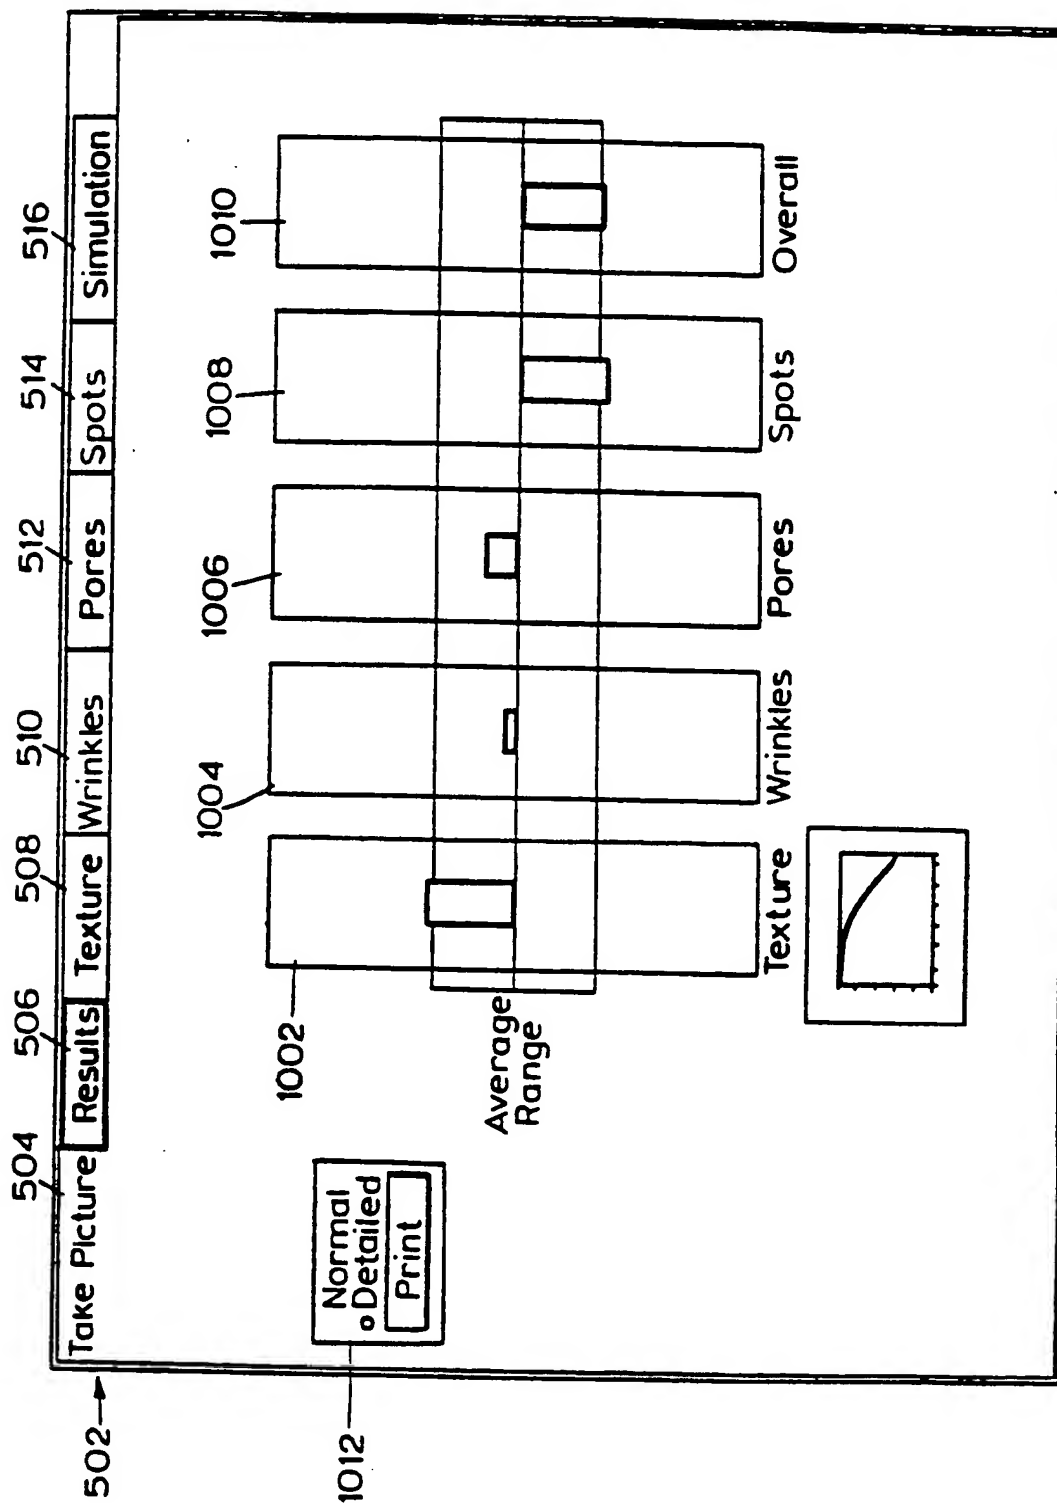 504 506 508 510 512 514 516
502
Take Picture Results Texture Wrinkles Pores Spots Simulation
1002 1004 1006 1008 1010
1012
Normal
Detailed
Print
Average
Range
Texture Wrinkles Pores Spots Overall